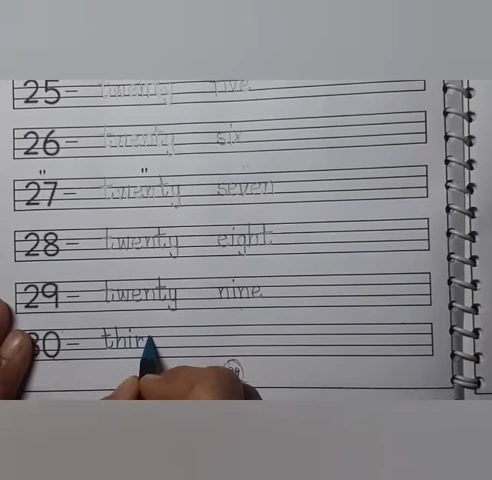 25- twenty five
26- twenty six
" "
27- twenty seven
28- twenty eight
29- twenty nine
30- thir